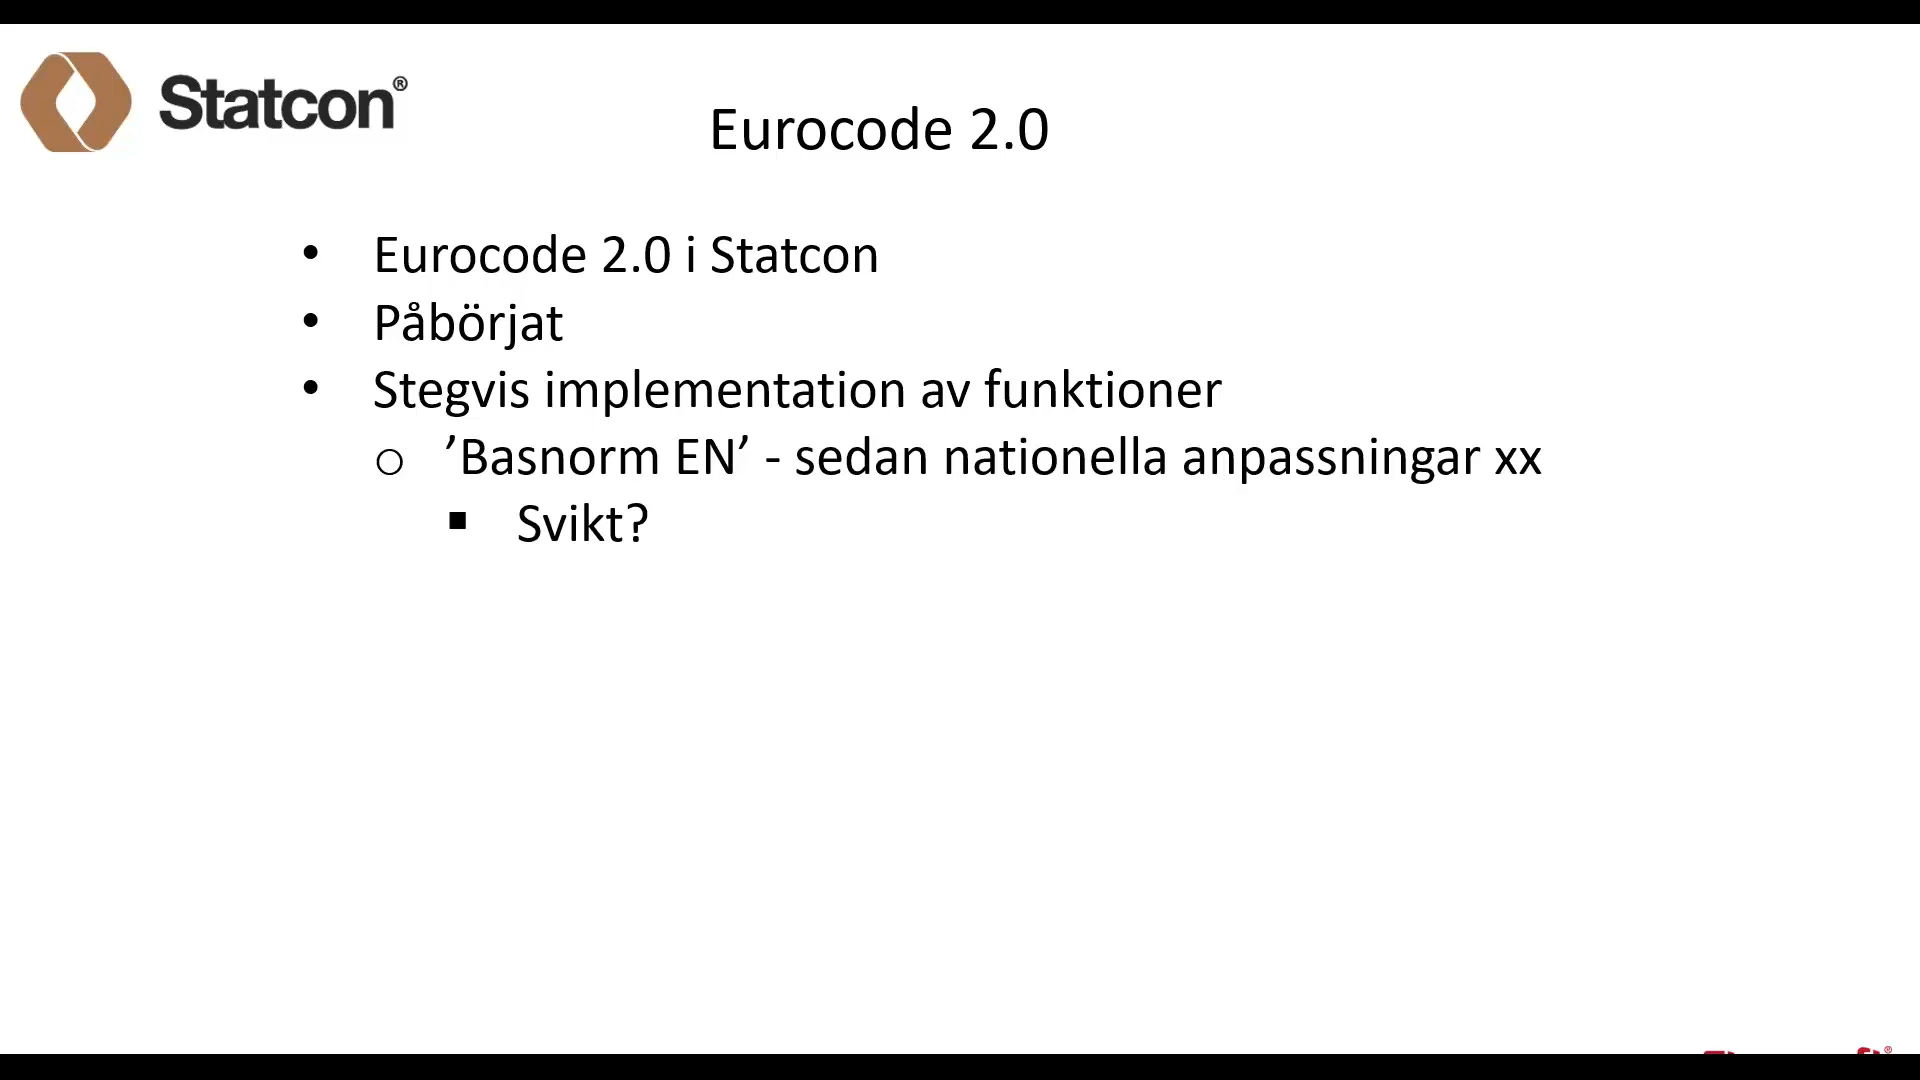 Statcon®
Eurocode 2.0
• Eurocode 2.0 i Statcon
• Påbörjat
• Stegvis implementation av funktioner
o ’Basnorm EN’ - sedan nationella anpassningar xx
▪ Svikt?